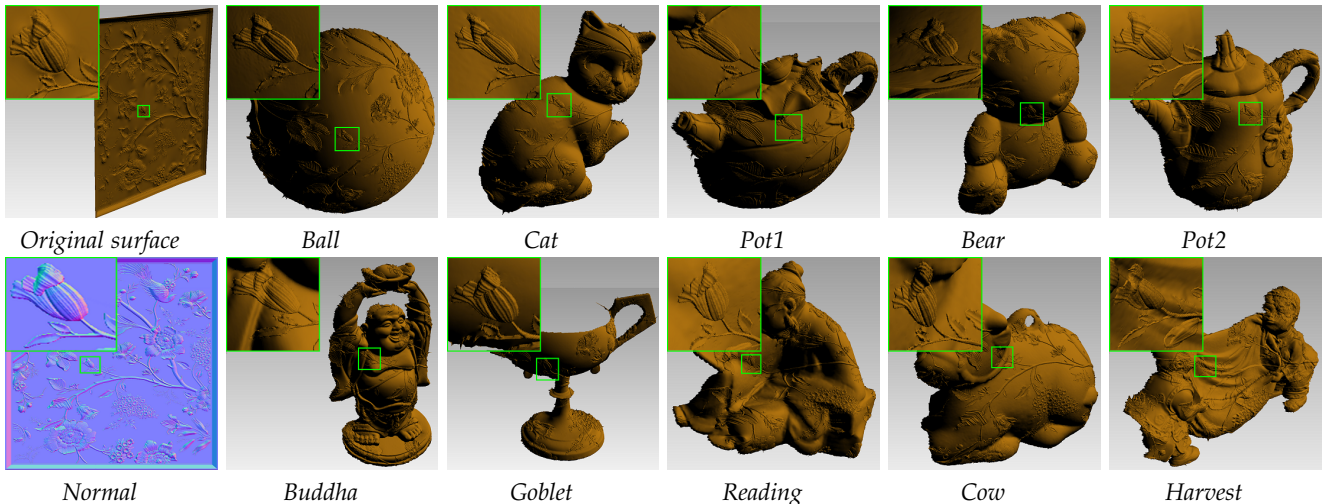 Original surface
Ball
Cat
Pot1
Bear
Pot2
Normal
Buddha
Goblet
Reading
Cow
Harvest